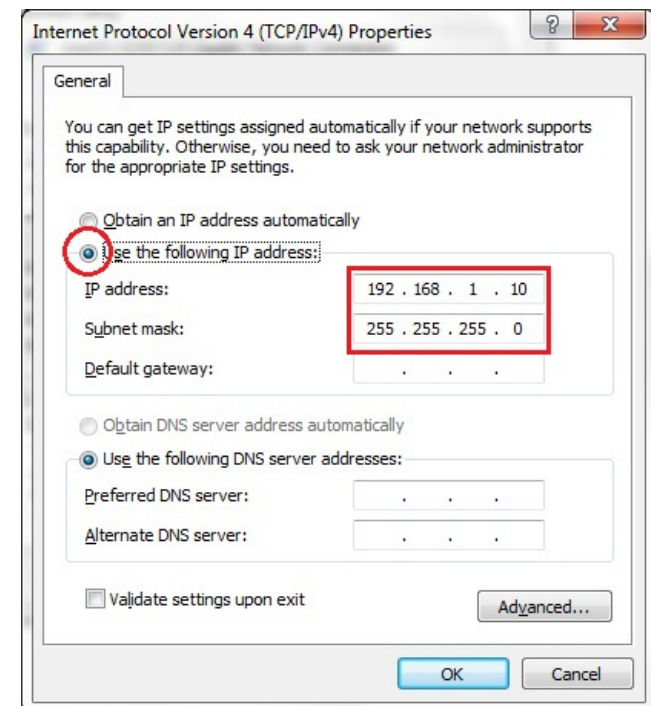 Internet Protocol Version 4 (TCP/IPv4) Properties
General
You can get IP settings assigned automatically if your network supports
this capability. Otherwise, you need to ask your network administrator
for the appropriate IP settings.
Obtain an IP address automatically
Use the following IP address:
IP address: 192 . 168 . 1 . 10
Subnet mask: 255 . 255 . 255 . 0
Default gateway: . . .
Obtain DNS server address automatically
Use the following DNS server addresses:
Preferred DNS server: . . .
Alternate DNS server: . . .
Validate settings upon exit
Advanced...
OK Cancel